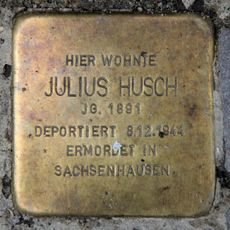 HIER WOHNTE
JULIUS HUSCH
JG. 1891
DEPORTIERT 8.12.1944
ERMORDET IN
SACHSENHAUSEN